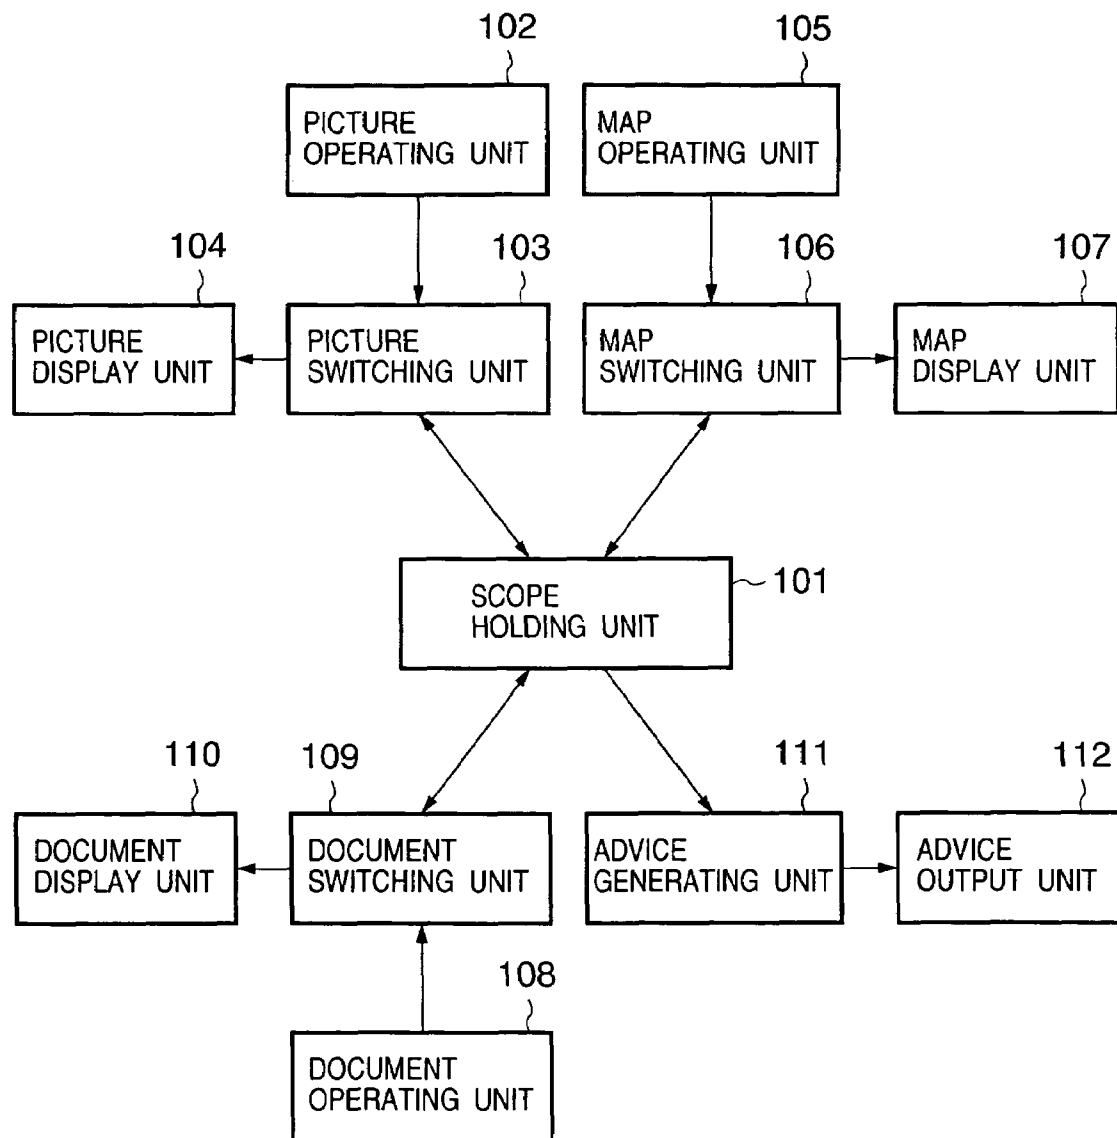 102
105
PICTURE
OPERATING UNIT
MAP
OPERATING UNIT
104
103
106
107
PICTURE
DISPLAY UNIT
PICTURE
SWITCHING UNIT
MAP
SWITCHING UNIT
MAP
DISPLAY UNIT
SCOPE
HOLDING UNIT
101
110
109
111
112
DOCUMENT
DISPLAY UNIT
DOCUMENT
SWITCHING UNIT
ADVICE
GENERATING UNIT
ADVICE
OUTPUT UNIT
108
DOCUMENT
OPERATING UNIT